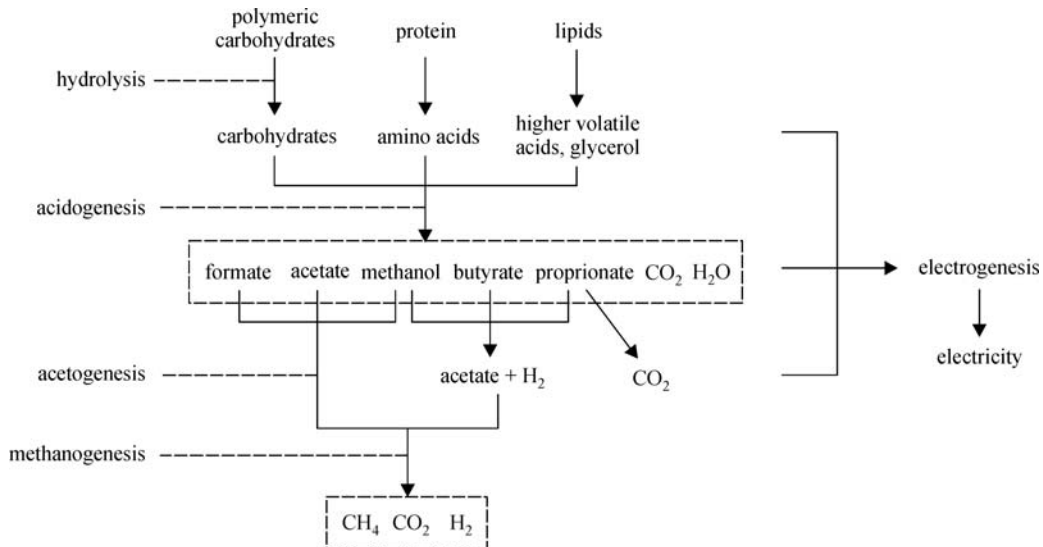 polymeric
carbohydrates
protein
lipids
hydrolysis
carbohydrates
amino acids
higher volatile
acids, glycerol
acidogenesis
formate acetate methanol butyrate proprionate CO₂ H₂O
electrogenesis
electricity
acetogenesis
acetate + H₂
CO₂
methanogenesis
CH₄ CO₂ H₂